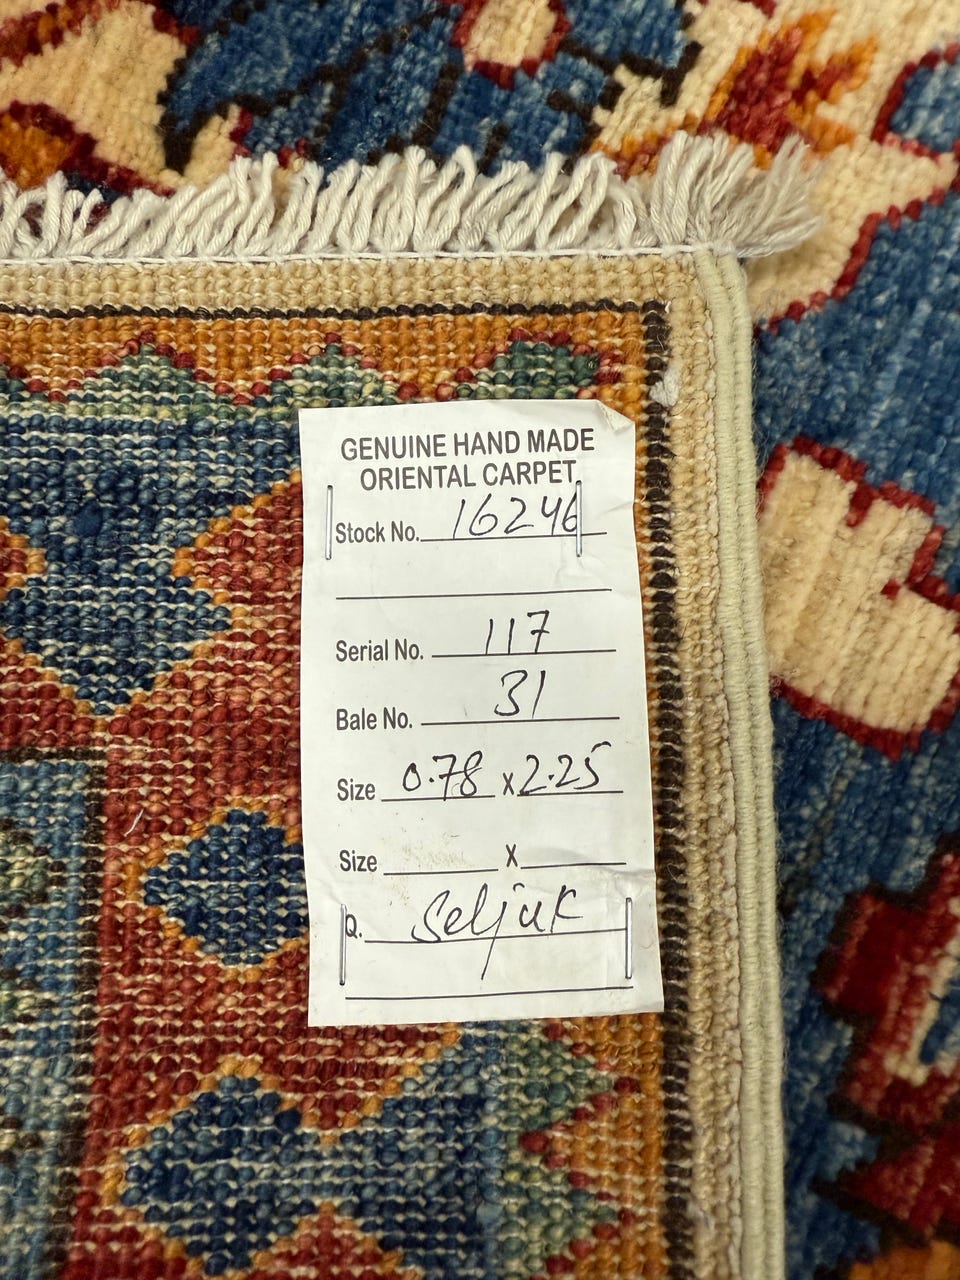 GENUINE HAND MADE
ORIENTAL CARPET
Stock No. 16246
Serial No. 117
Bale No. 31
Size 0.78 x 2.25
Size x
Q. Seljuk